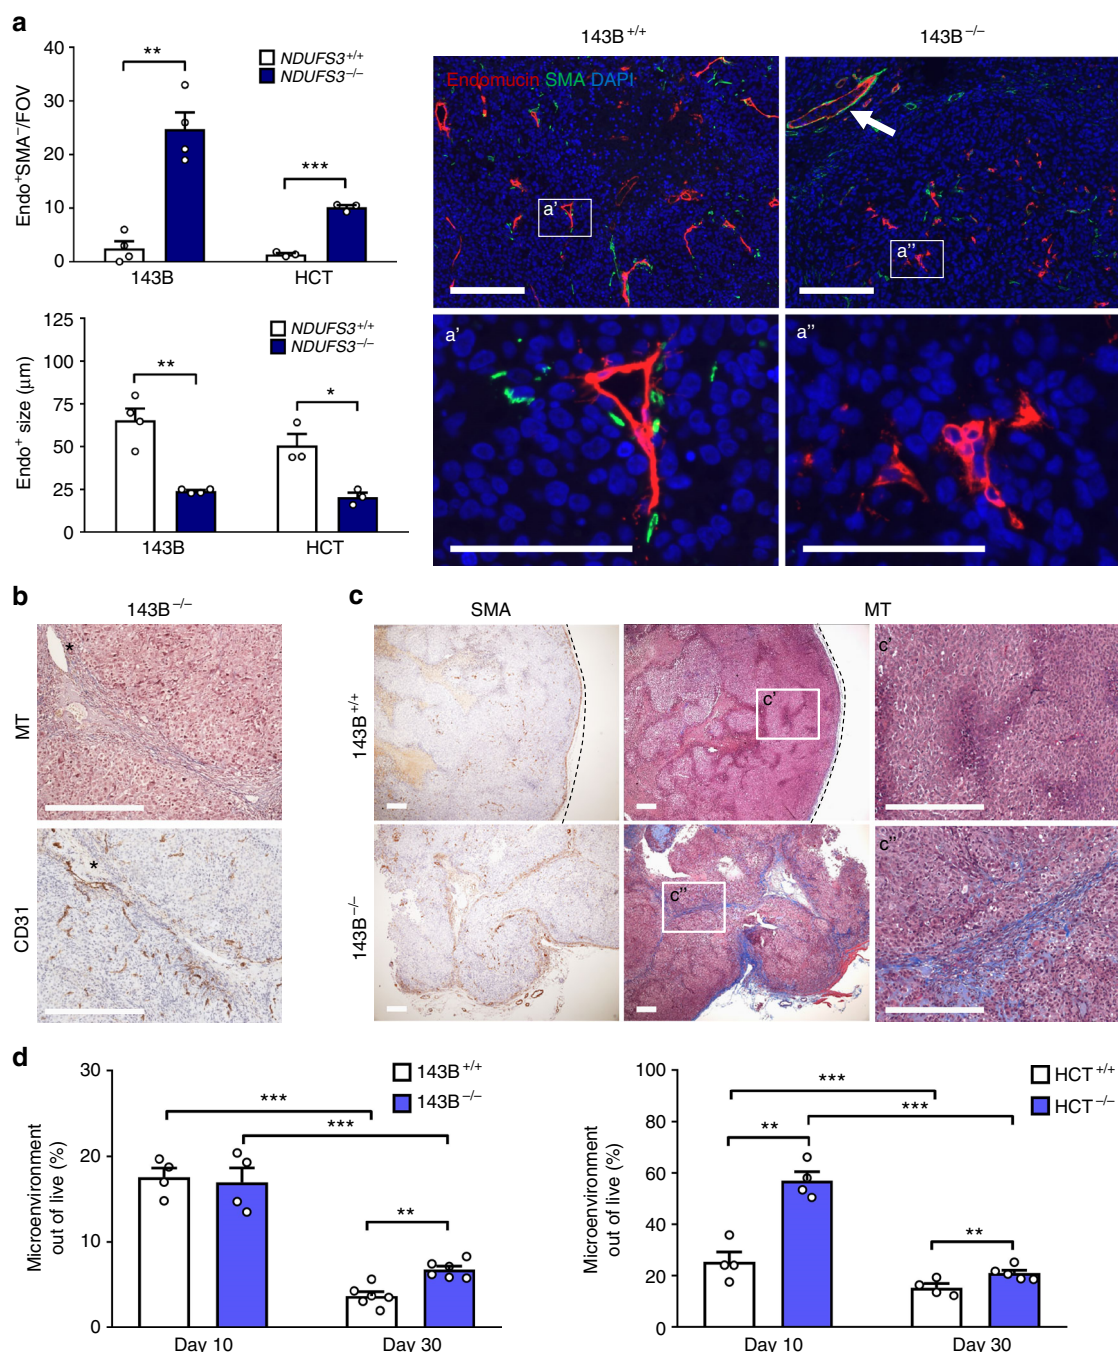 a
Endo⁺SMA⁻/FOV
40
30
20
10
0
**
***
NDUFS3⁺/⁺
NDUFS3⁻/⁻
143B
HCT
Endo⁺ size (μm)
125
100
75
50
25
0
**
*
NDUFS3⁺/⁺
NDUFS3⁻/⁻
143B
HCT
143B⁺/⁺
143B⁻/⁻
Endomucin SMA DAPI
a'
a''
a'
a''
b
143B⁻/⁻
MT
*
CD31
*
c
SMA
MT
143B⁺/⁺
c'
c'
143B⁻/⁻
c''
c''
d
Microenvironment
out of live (%)
30
20
10
0
***
***
**
143B⁺/⁺
143B⁻/⁻
Day 10
Day 30
Microenvironment
out of live (%)
100
80
60
40
20
0
***
***
**
**
HCT⁺/⁺
HCT⁻/⁻
Day 10
Day 30